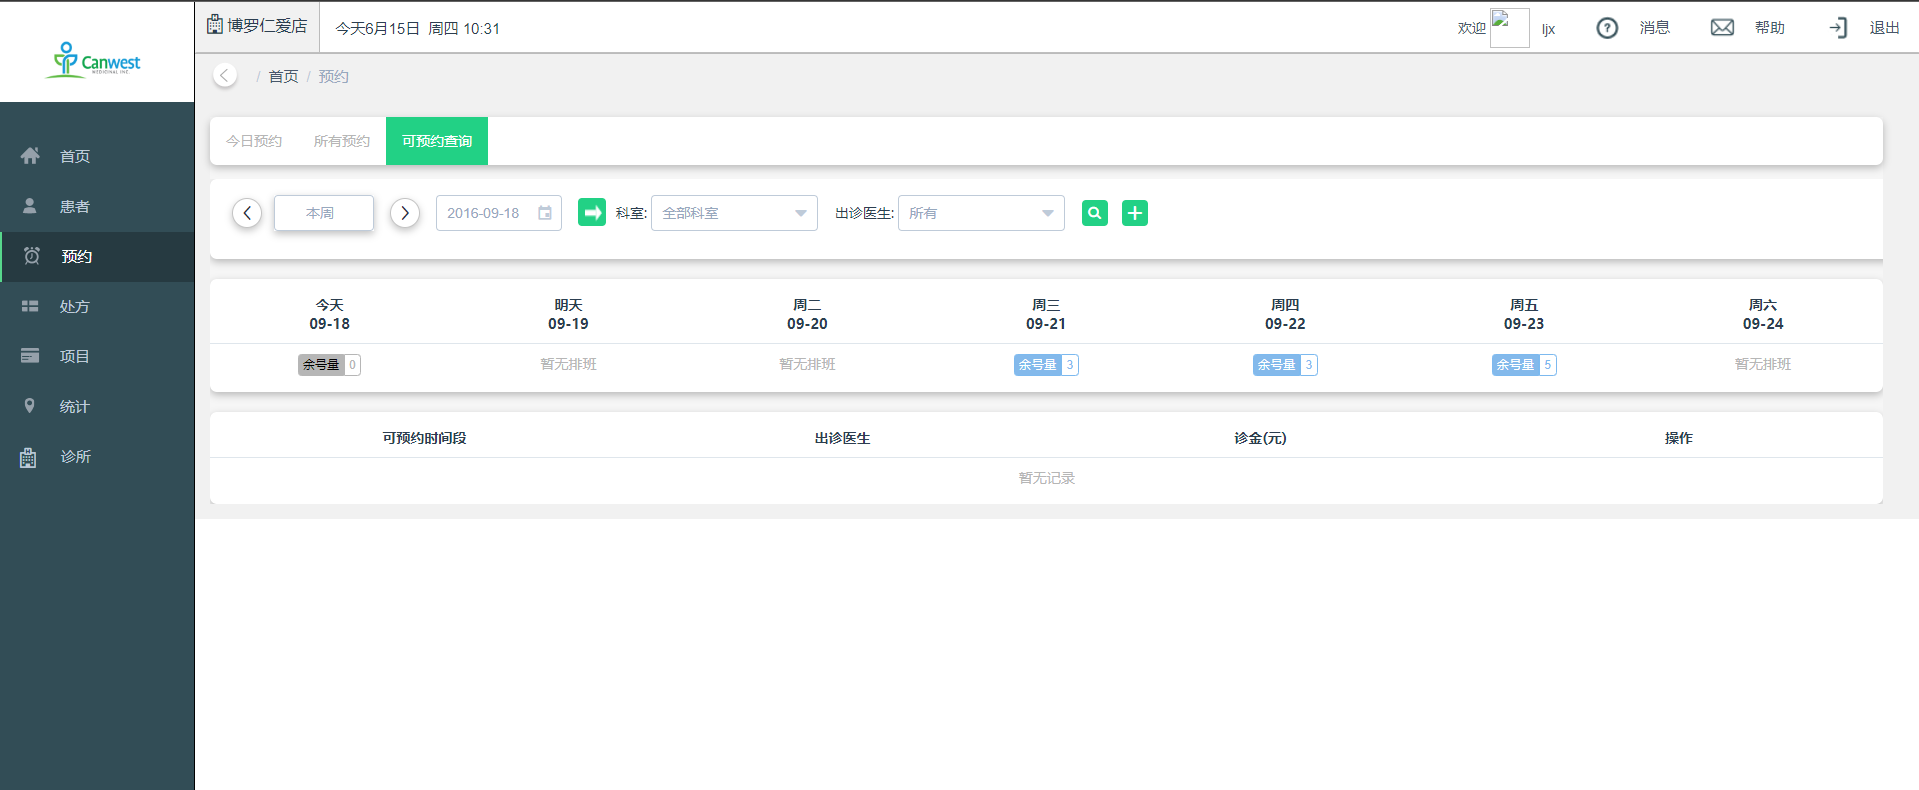 Canwest
MEDICINAL INC
博罗仁爱店
今天6月15日 周四 10:31
欢迎
ljx
消息
帮助
退出
/ 首页 / 预约
首页
患者
预约
处方
项目
统计
诊所
今日预约
所有预约
可预约查询
本周
2016-09-18
科室:
全部科室
出诊医生:
所有
今天 明天 周二 周三 周四 周五 周六
09-18 09-19 09-20 09-21 09-22 09-23 09-24
余号量 0 暂无排班 暂无排班 余号量 3 余号量 3 余号量 5 暂无排班
可预约时间段 出诊医生 诊金(元) 操作
暂无记录